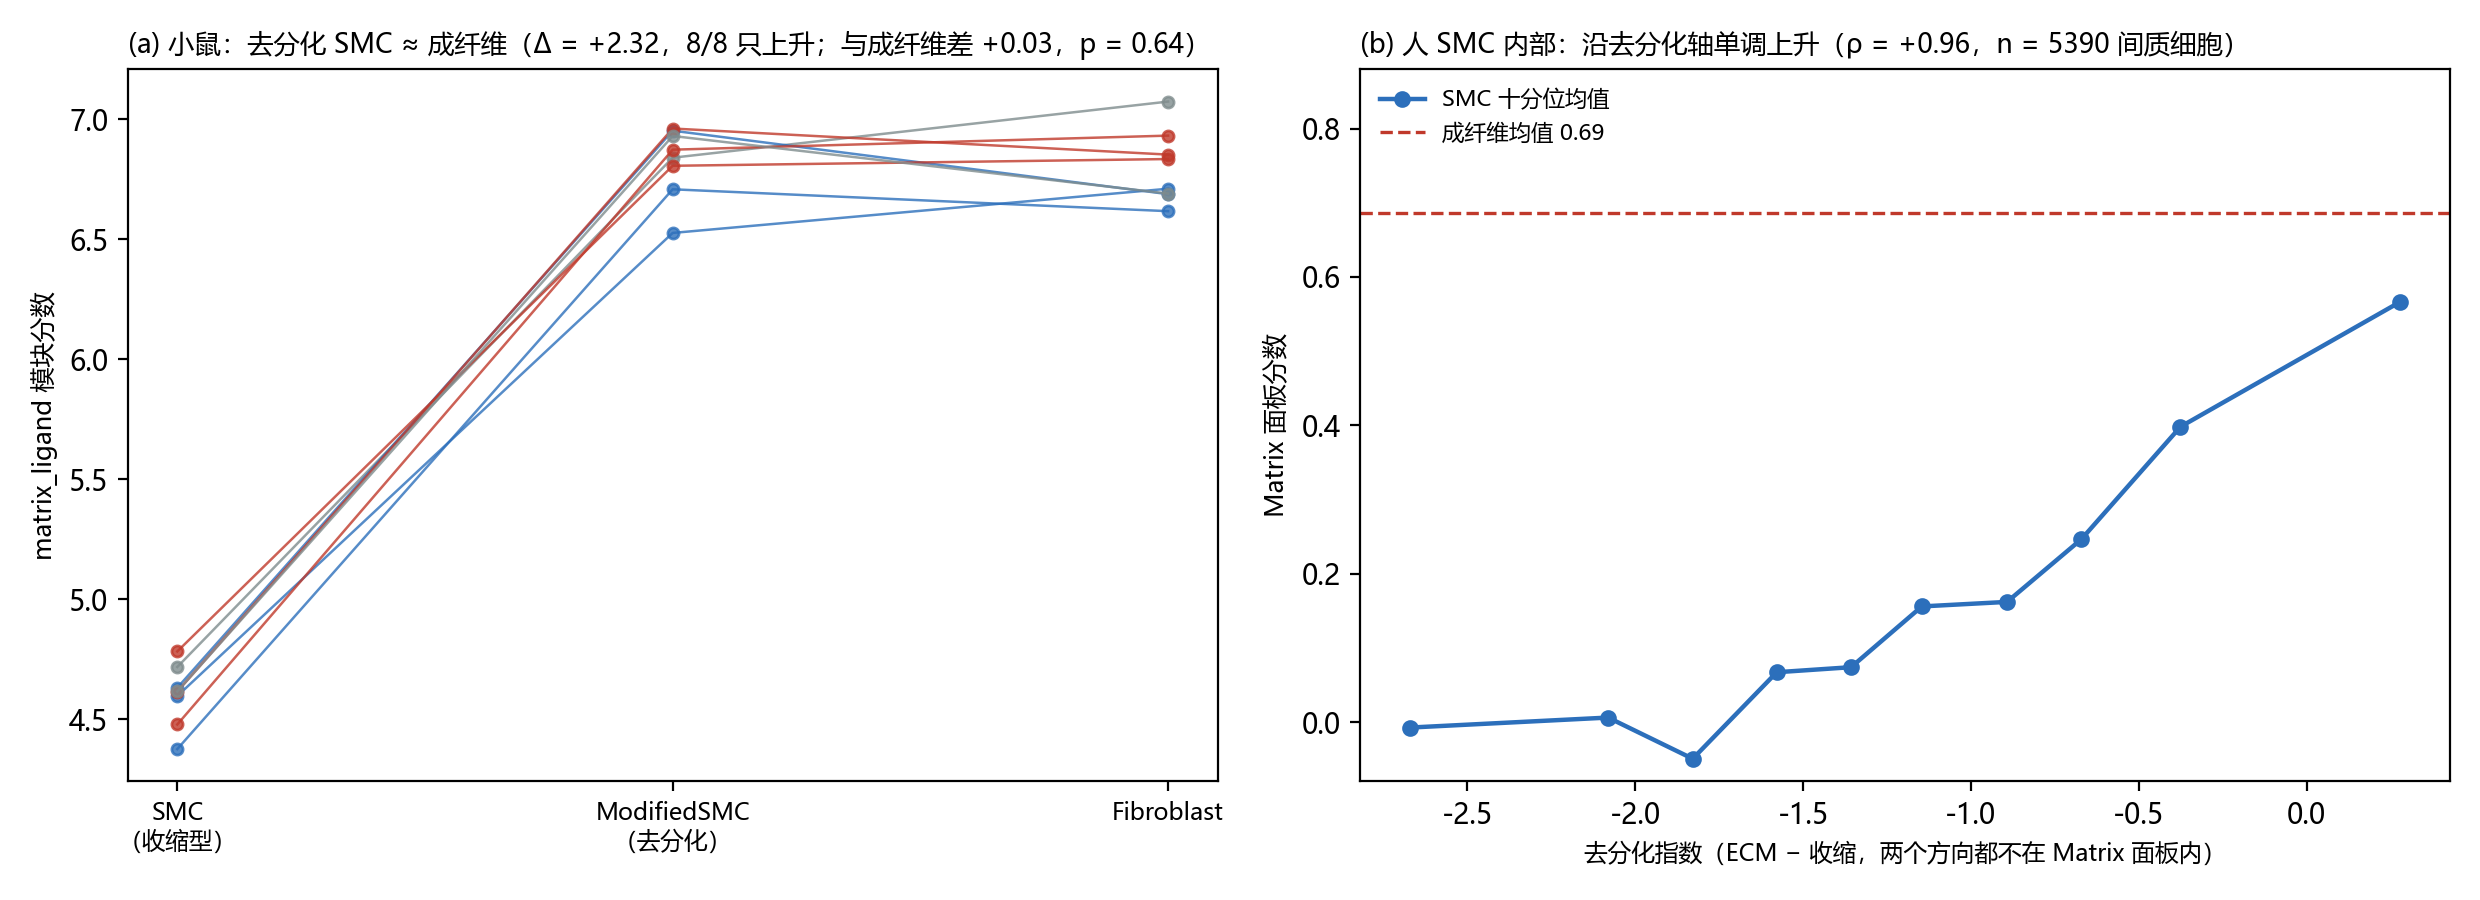 (a) 小鼠：去分化 SMC ≈ 成纤维（Δ = +2.32，8/8 只上升；与成纤维差 +0.03，p = 0.64）
7.0
6.5
6.0
5.5
5.0
4.5
matrix_ligand 模块分数
SMC
（收缩型）
ModifiedSMC
（去分化）
Fibroblast
(b) 人 SMC 内部：沿去分化轴单调上升（ρ = +0.96，n = 5390 间质细胞）
SMC 十分位均值
成纤维均值 0.69
0.8
0.6
0.4
0.2
0.0
Matrix 面板分数
-2.5
-2.0
-1.5
-1.0
-0.5
0.0
去分化指数（ECM − 收缩，两个方向都不在 Matrix 面板内）